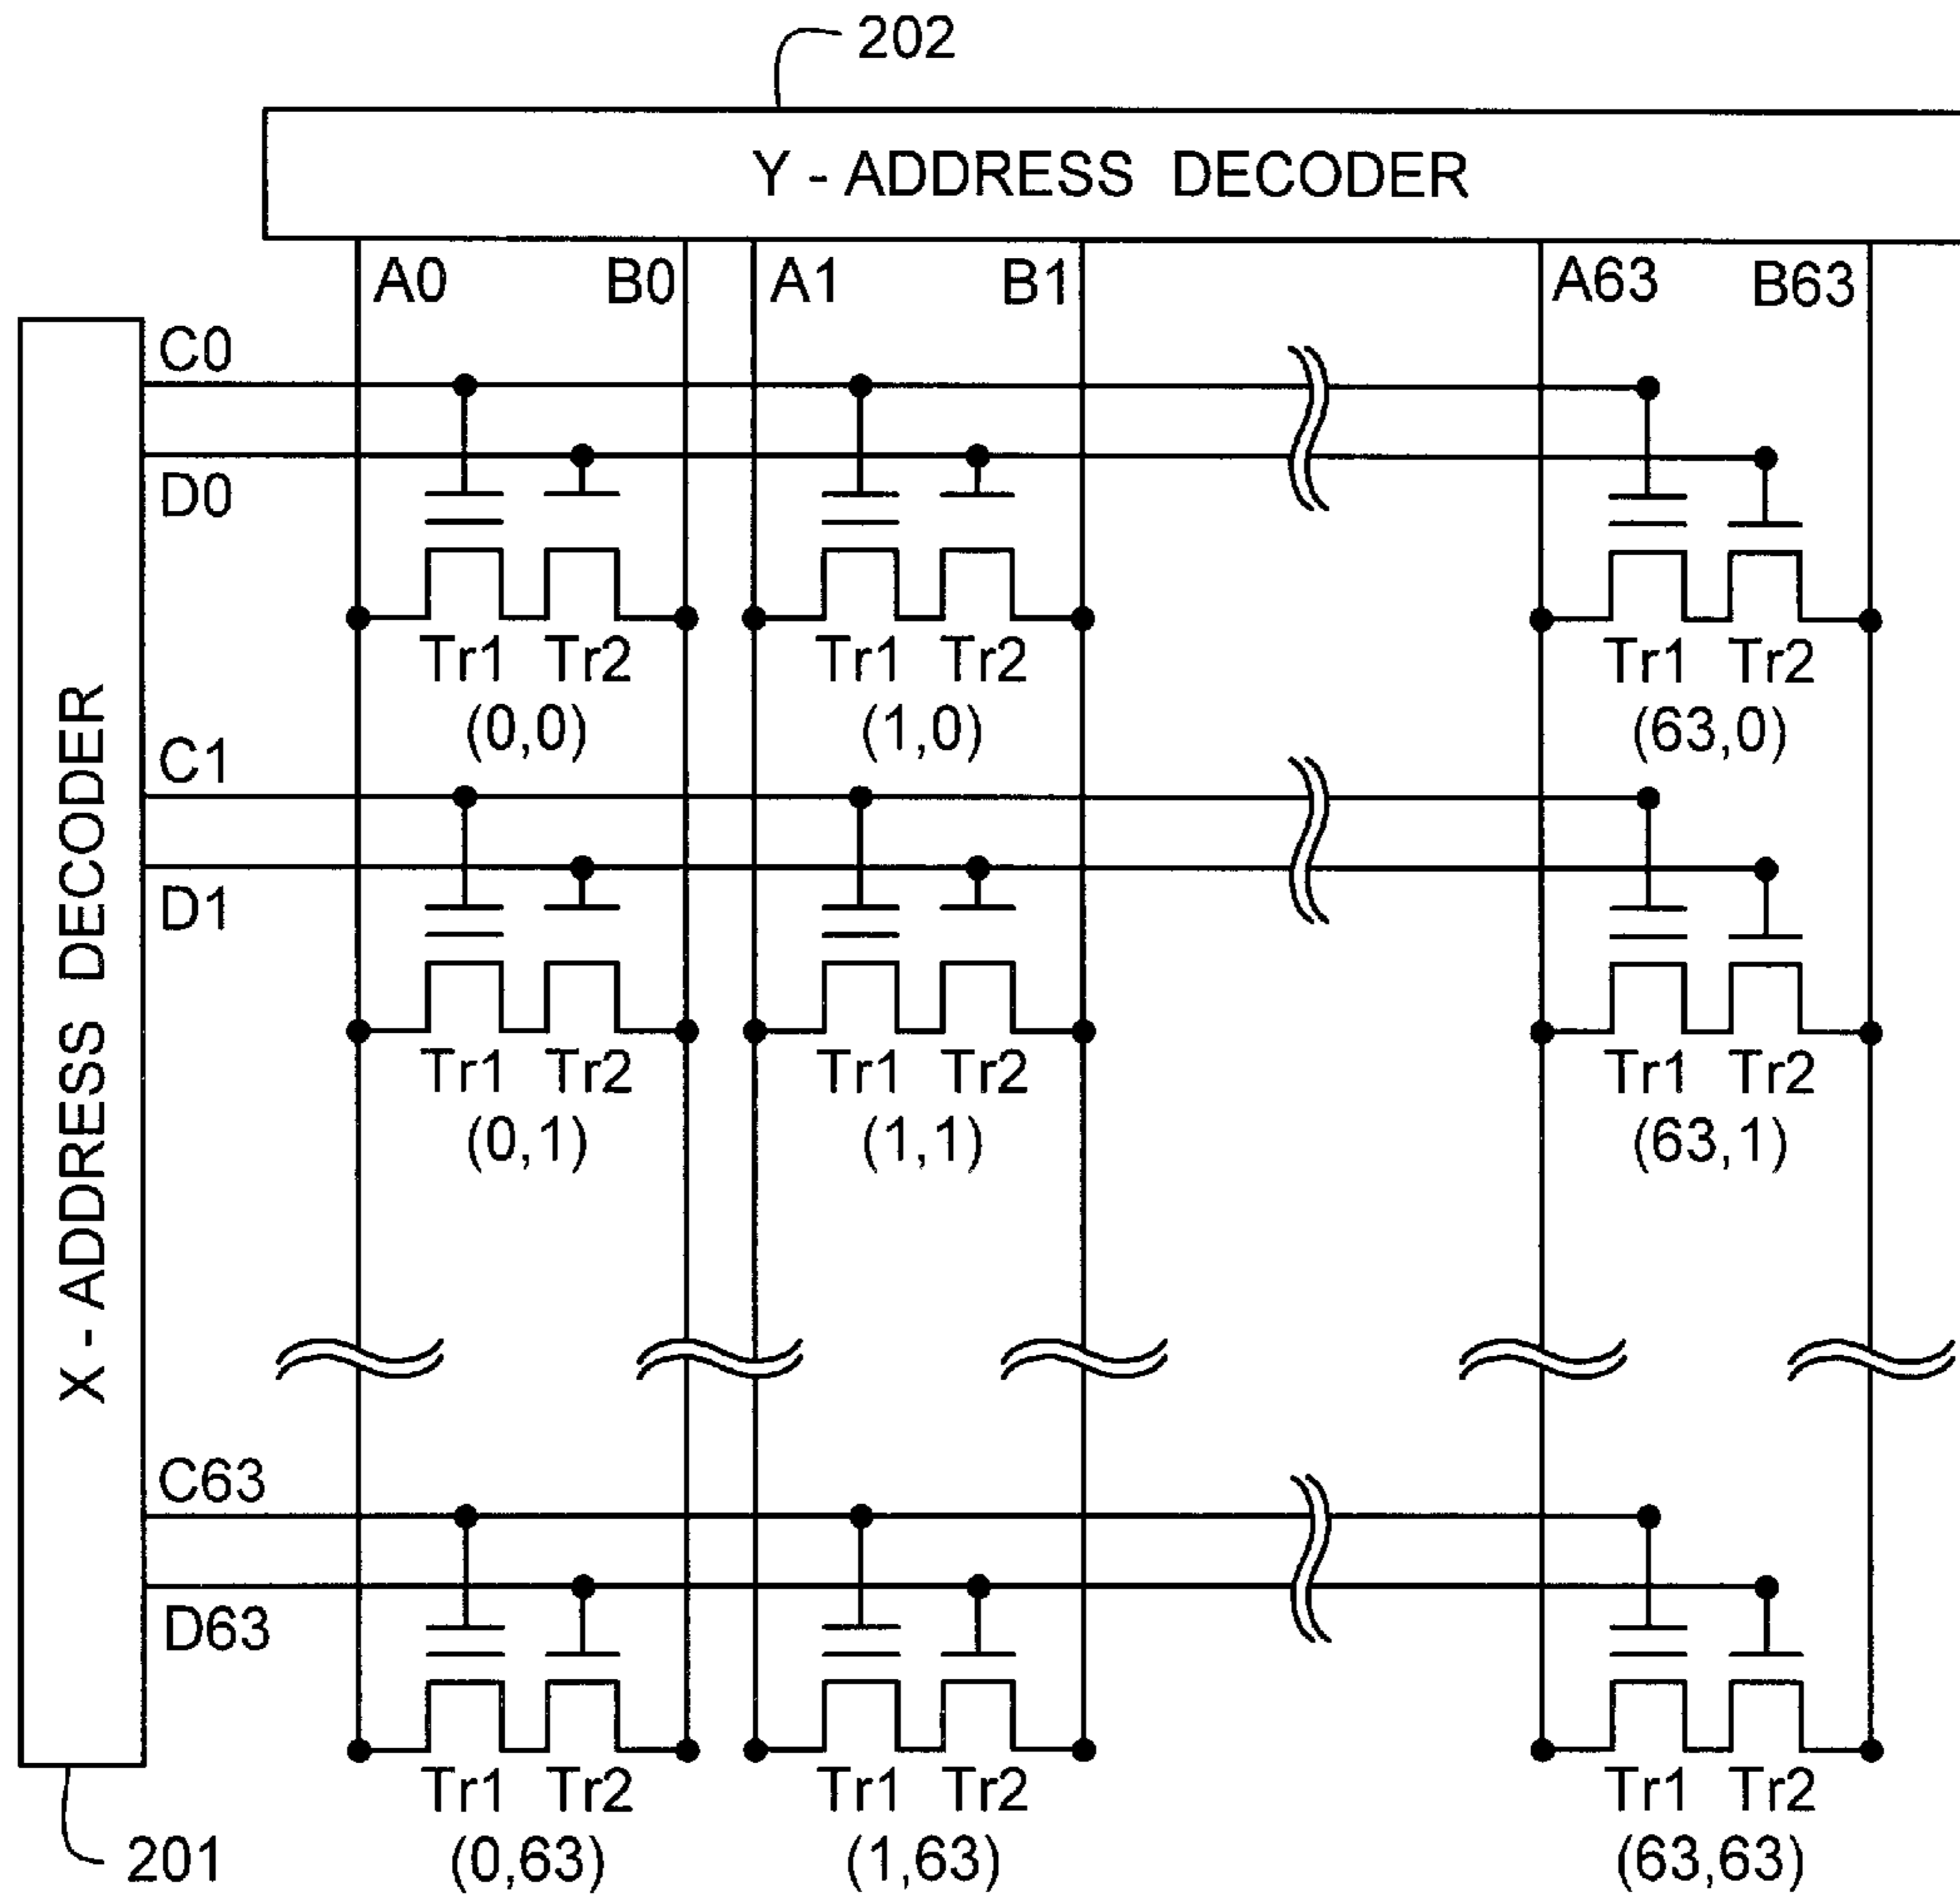 202
Y - ADDRESS DECODER
A0 B0 A1 B1 A63 B63
C0
D0
Tr1 Tr2 Tr1 Tr2 Tr1 Tr2
(0,0) (1,0) (63,0)
C1
D1
Tr1 Tr2 Tr1 Tr2 Tr1 Tr2
(0,1) (1,1) (63,1)
X - ADDRESS DECODER
C63
D63
Tr1 Tr2 Tr1 Tr2 Tr1 Tr2
(0,63) (1,63) (63,63)
201